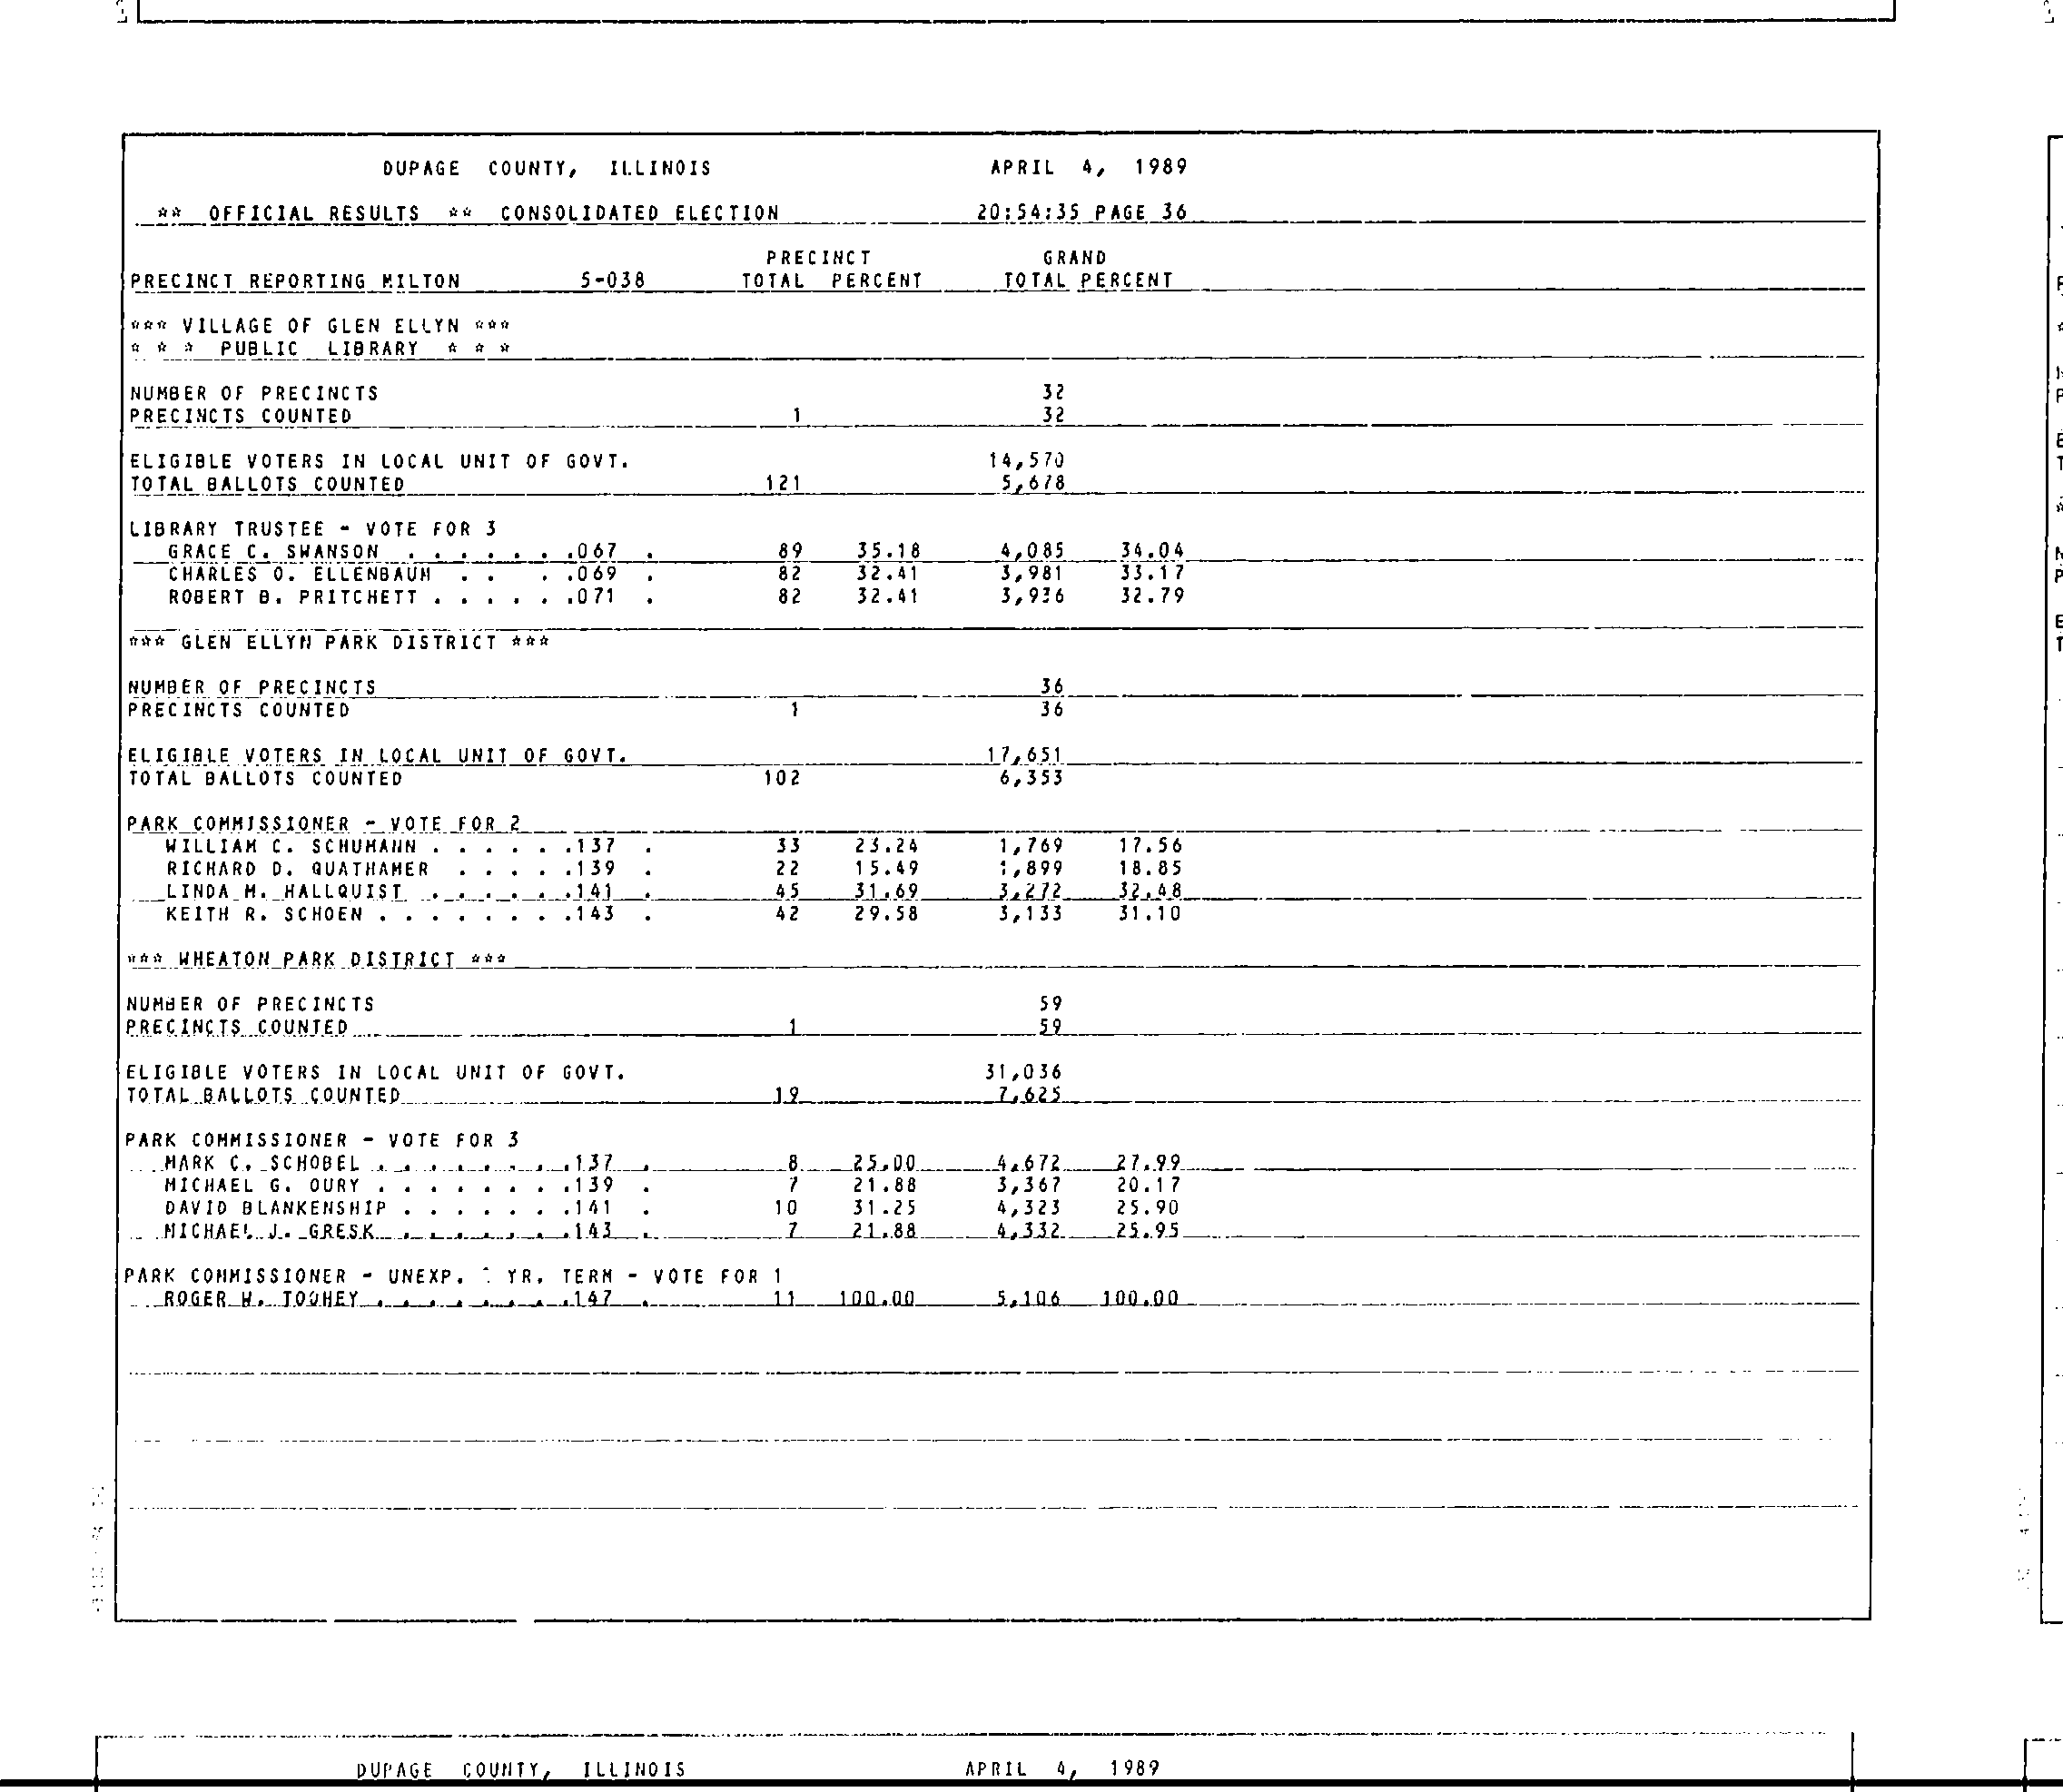 DUPAGE COUNTY, ILLINOIS APRIL 4, 1989
** OFFICIAL RESULTS ** CONSOLIDATED ELECTION 20:54:35 PAGE 36
PRECINCT GRAND
PRECINCT REPORTING MILTON 5-038 TOTAL PERCENT TOTAL PERCENT
*** VILLAGE OF GLEN ELLYN ***
* * * PUBLIC LIBRARY * * *
NUMBER OF PRECINCTS 32
PRECINCTS COUNTED 1 32
ELIGIBLE VOTERS IN LOCAL UNIT OF GOVT. 14,570
TOTAL BALLOTS COUNTED 121 5,678
LIBRARY TRUSTEE - VOTE FOR 3
GRACE C. SWANSON . . . . . . .067 . 89 35.18 4,085 34.04
CHARLES O. ELLENBAUM . . . .069 . 82 32.41 3,981 33.17
ROBERT B. PRITCHETT . . . . . .071 . 82 32.41 3,936 32.79
*** GLEN ELLYN PARK DISTRICT ***
NUMBER OF PRECINCTS 36
PRECINCTS COUNTED 1 36
ELIGIBLE VOTERS IN LOCAL UNIT OF GOVT. 17,651
TOTAL BALLOTS COUNTED 102 6,353
PARK COMMISSIONER - VOTE FOR 2
WILLIAM C. SCHUMANN . . . . . .137 . 33 23.24 1,769 17.56
RICHARD D. QUATHAMER . . . . .139 . 22 15.49 1,899 18.85
LINDA M. HALLQUIST . . . . . .141 . 45 31.69 3,272 32.48
KEITH R. SCHOEN . . . . . . . .143 . 42 29.58 3,133 31.10
*** WHEATON PARK DISTRICT ***
NUMBER OF PRECINCTS 59
PRECINCTS COUNTED 1 59
ELIGIBLE VOTERS IN LOCAL UNIT OF GOVT. 31,036
TOTAL BALLOTS COUNTED 19 7,625
PARK COMMISSIONER - VOTE FOR 3
MARK C. SCHOBEL . . . . . . . .137 . 8 25.00 4,672 27.99
MICHAEL G. OURY . . . . . . . .139 . 7 21.88 3,367 20.17
DAVID BLANKENSHIP . . . . . . .141 . 10 31.25 4,323 25.90
MICHAEL J. GRESK . . . . . . .143 . 7 21.88 4,332 25.95
PARK COMMISSIONER - UNEXP. YR. TERM - VOTE FOR 1
ROGER W. TOUHEY . . . . . . . .147 . 11 100.00 5,106 100.00
DUPAGE COUNTY, ILLINOIS APRIL 4, 1989